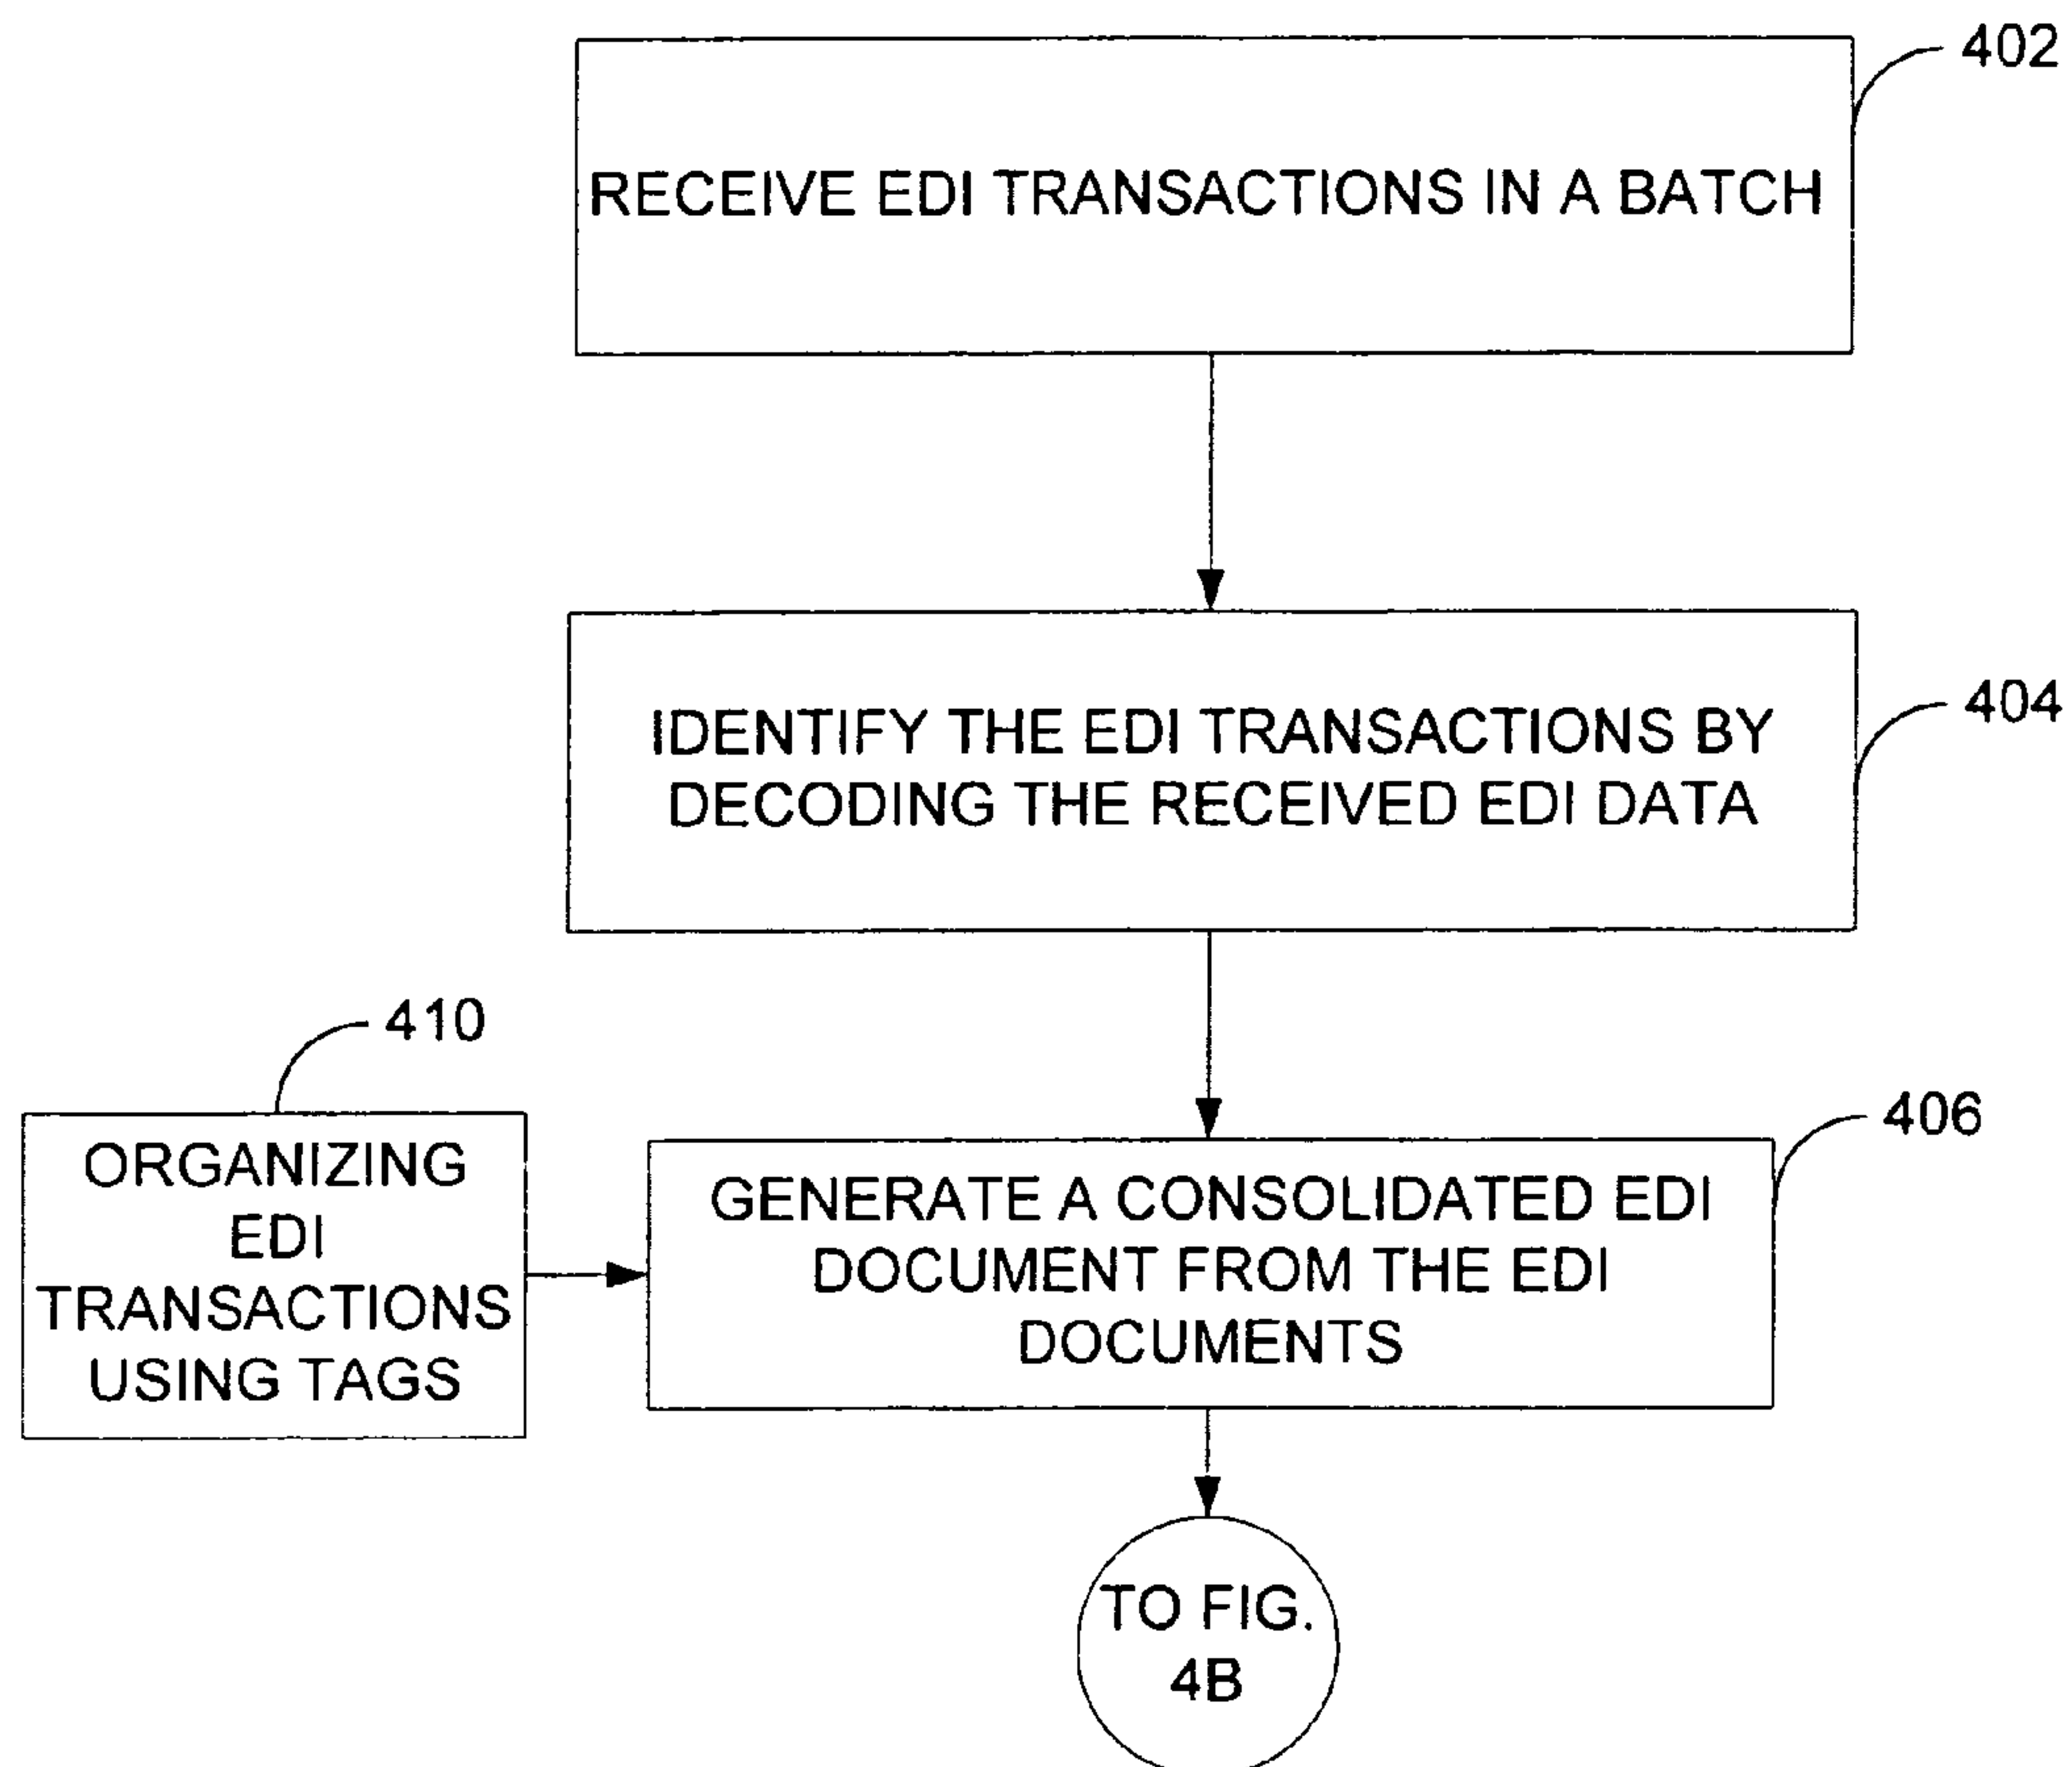 402
RECEIVE EDI TRANSACTIONS IN A BATCH
404
IDENTIFY THE EDI TRANSACTIONS BY
DECODING THE RECEIVED EDI DATA
410
ORGANIZING
EDI
TRANSACTIONS
USING TAGS
406
GENERATE A CONSOLIDATED EDI
DOCUMENT FROM THE EDI
DOCUMENTS
TO FIG.
4B